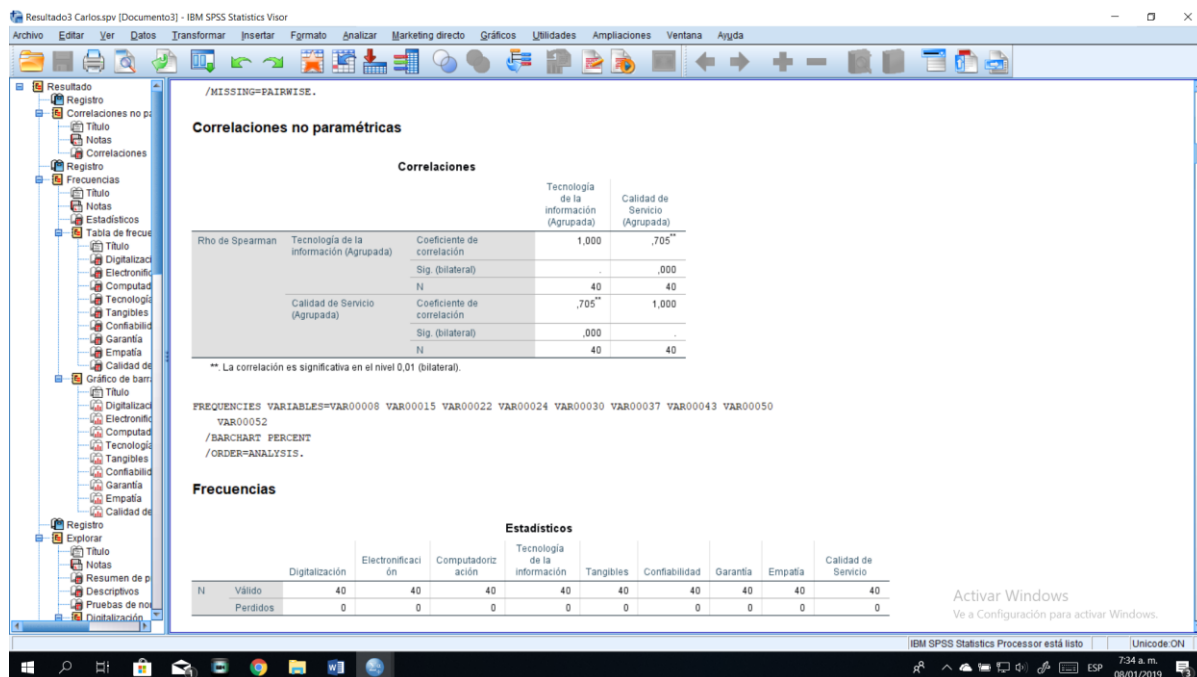 Resultado3 Carlos.spv [Documento3] - IBM SPSS Statistics Visor
Archivo Editar Ver Datos Transformar Insertar Formato Analizar Marketing directo Gráficos Utilidades Ampliaciones Ventana Ayuda
Resultado
Registro
Correlaciones no pa
Título
Notas
Correlaciones
Registro
Frecuencias
Título
Notas
Estadísticos
Tabla de frecue
Título
Digitalizaci
Electronific
Computad
Tecnología
Tangibles
Confiabilid
Garantía
Empatía
Calidad de
Gráfico de barr
Título
Digitalizaci
Electronific
Computad
Tecnología
Tangibles
Confiabilid
Garantía
Empatía
Calidad de
Registro
Explorar
Título
Notas
Resumen de p
Descriptivos
Pruebas de nor
Digitalización
/MISSING=PAIRWISE.
Correlaciones no paramétricas
Correlaciones
Tecnología de la información (Agrupada) Calidad de Servicio (Agrupada)
Rho de Spearman Tecnología de la información (Agrupada) Coeficiente de correlación 1,000 ,705**
Sig. (bilateral) . ,000
N 40 40
Calidad de Servicio (Agrupada) Coeficiente de correlación ,705** 1,000
Sig. (bilateral) ,000 .
N 40 40
**. La correlación es significativa en el nivel 0,01 (bilateral).
FREQUENCIES VARIABLES=VAR00008 VAR00015 VAR00022 VAR00024 VAR00030 VAR00037 VAR00043 VAR00050
VAR00052
/BARCHART PERCENT
/ORDER=ANALYSIS.
Frecuencias
Estadísticos
Digitalización Electronificación Computadorización Tecnología de la información Tangibles Confiabilidad Garantía Empatía Calidad de Servicio
N Válido 40 40 40 40 40 40 40 40 40
Perdidos 0 0 0 0 0 0 0 0 0
Activar Windows
Ve a Configuración para activar Windows.
IBM SPSS Statistics Processor está listo Unicode:ON
ESP 7:34 a. m.
08/01/2019